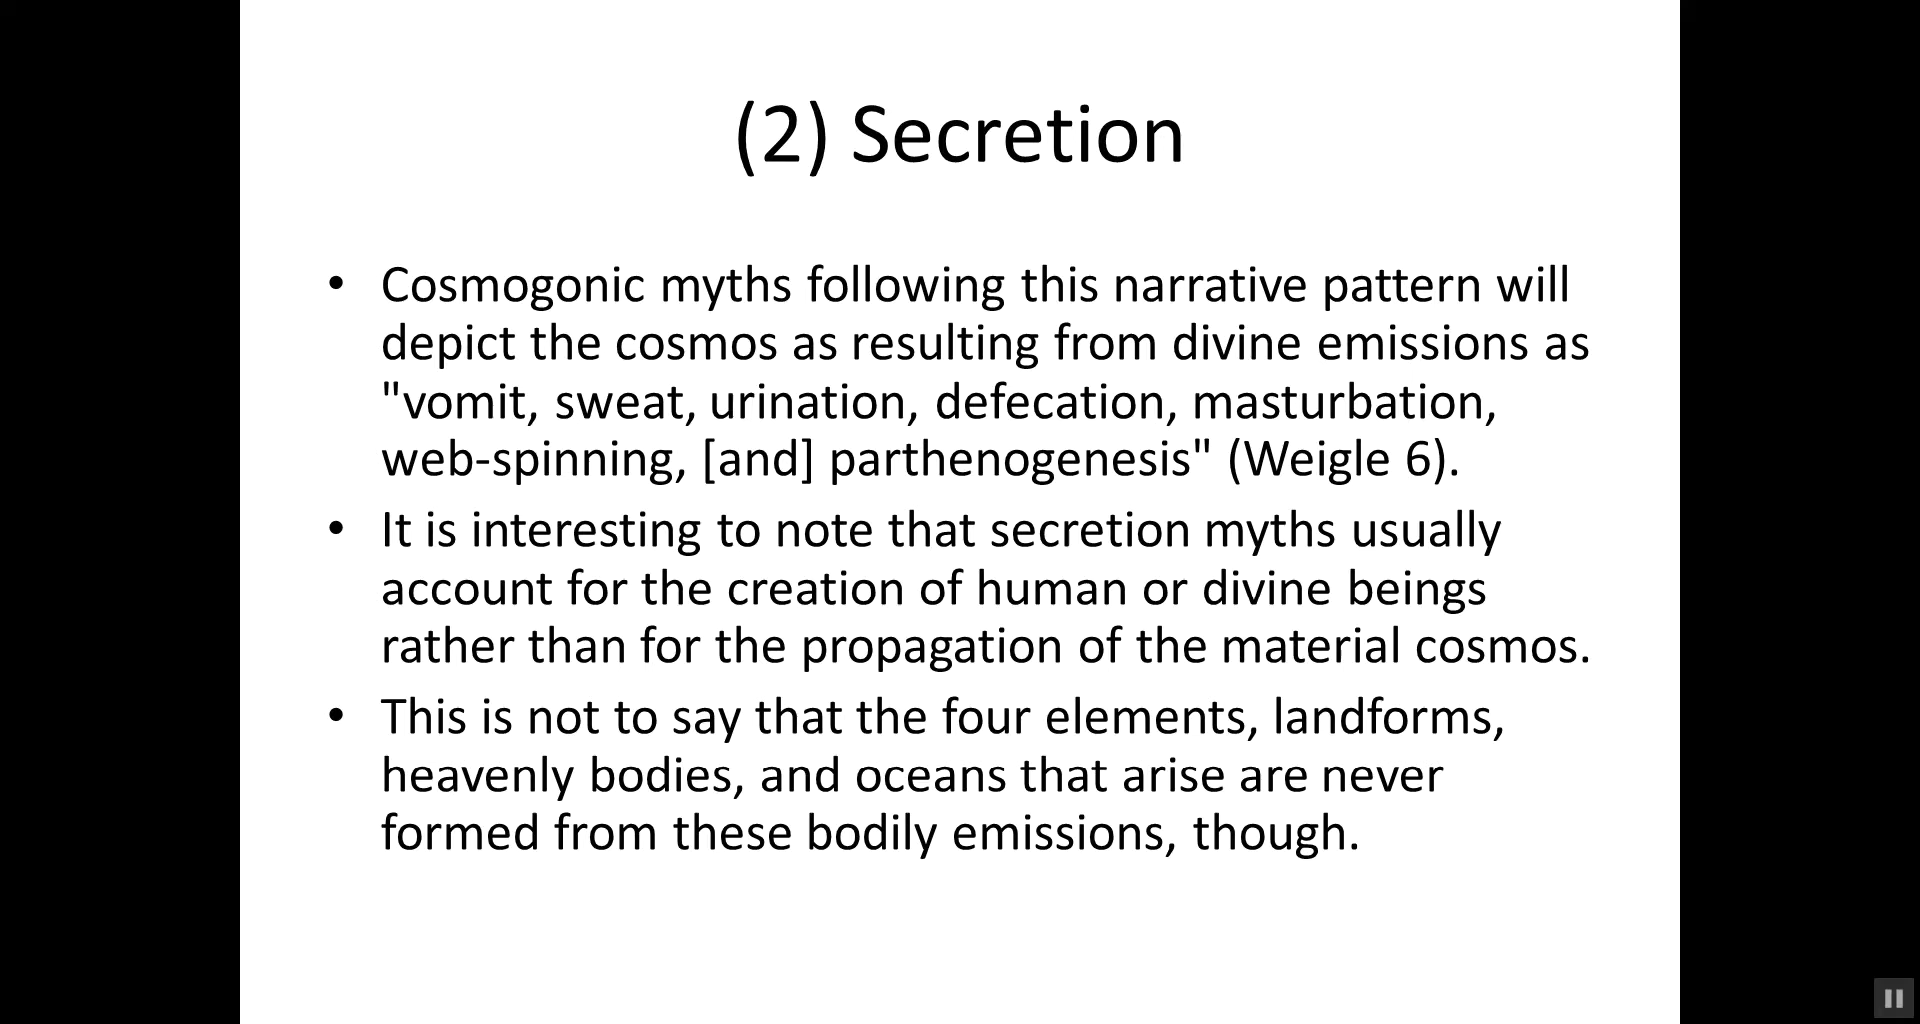 (2) Secretion
• Cosmogonic myths following this narrative pattern will
depict the cosmos as resulting from divine emissions as
"vomit, sweat, urination, defecation, masturbation,
web-spinning, [and] parthenogenesis" (Weigle 6).
• It is interesting to note that secretion myths usually
account for the creation of human or divine beings
rather than for the propagation of the material cosmos.
• This is not to say that the four elements, landforms,
heavenly bodies, and oceans that arise are never
formed from these bodily emissions, though.